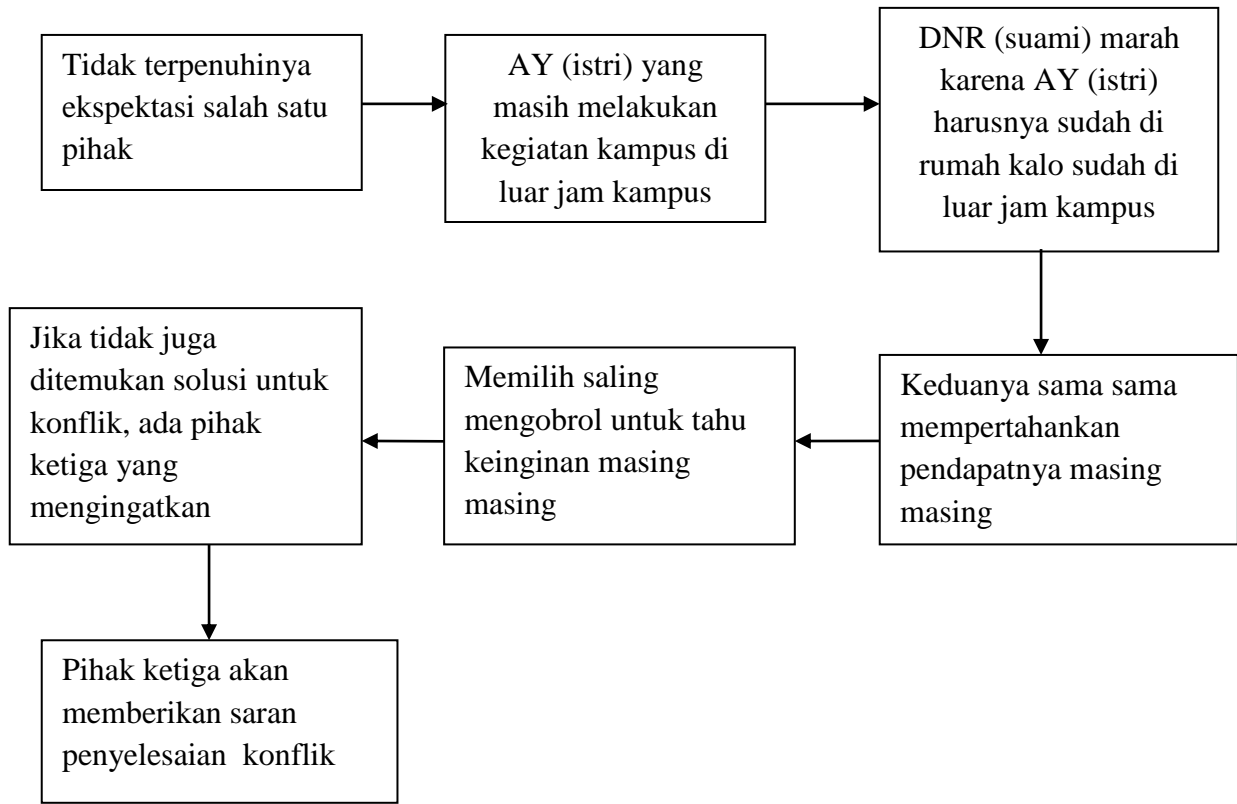 Tidak terpenuhinya
ekspektasi salah satu
pihak
AY (istri) yang
masih melakukan
kegiatan kampus di
luar jam kampus
DNR (suami) marah
karena AY (istri)
harusnya sudah di
rumah kalo sudah di
luar jam kampus
Keduanya sama sama
mempertahankan
pendapatnya masing
masing
Memilih saling
mengobrol untuk tahu
keinginan masing
masing
Jika tidak juga
ditemukan solusi untuk
konflik, ada pihak
ketiga yang
mengingatkan
Pihak ketiga akan
memberikan saran
penyelesaian  konflik